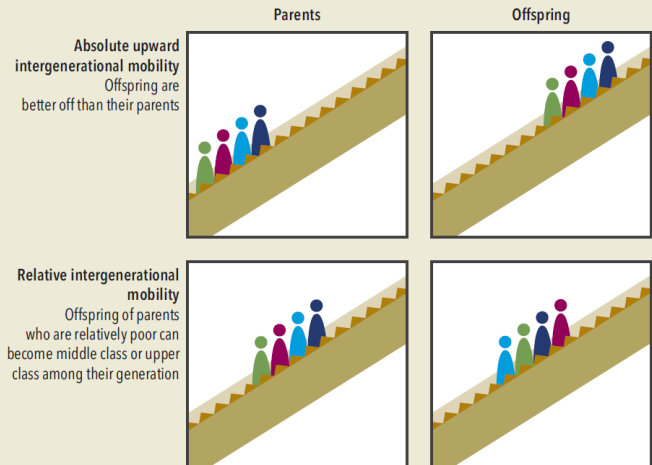 Parents
Offspring
Absolute upward
intergenerational mobility
Offspring are
better off than their parents
Relative intergenerational
mobility
Offspring of parents
who are relatively poor can
become middle class or upper
class among their generation